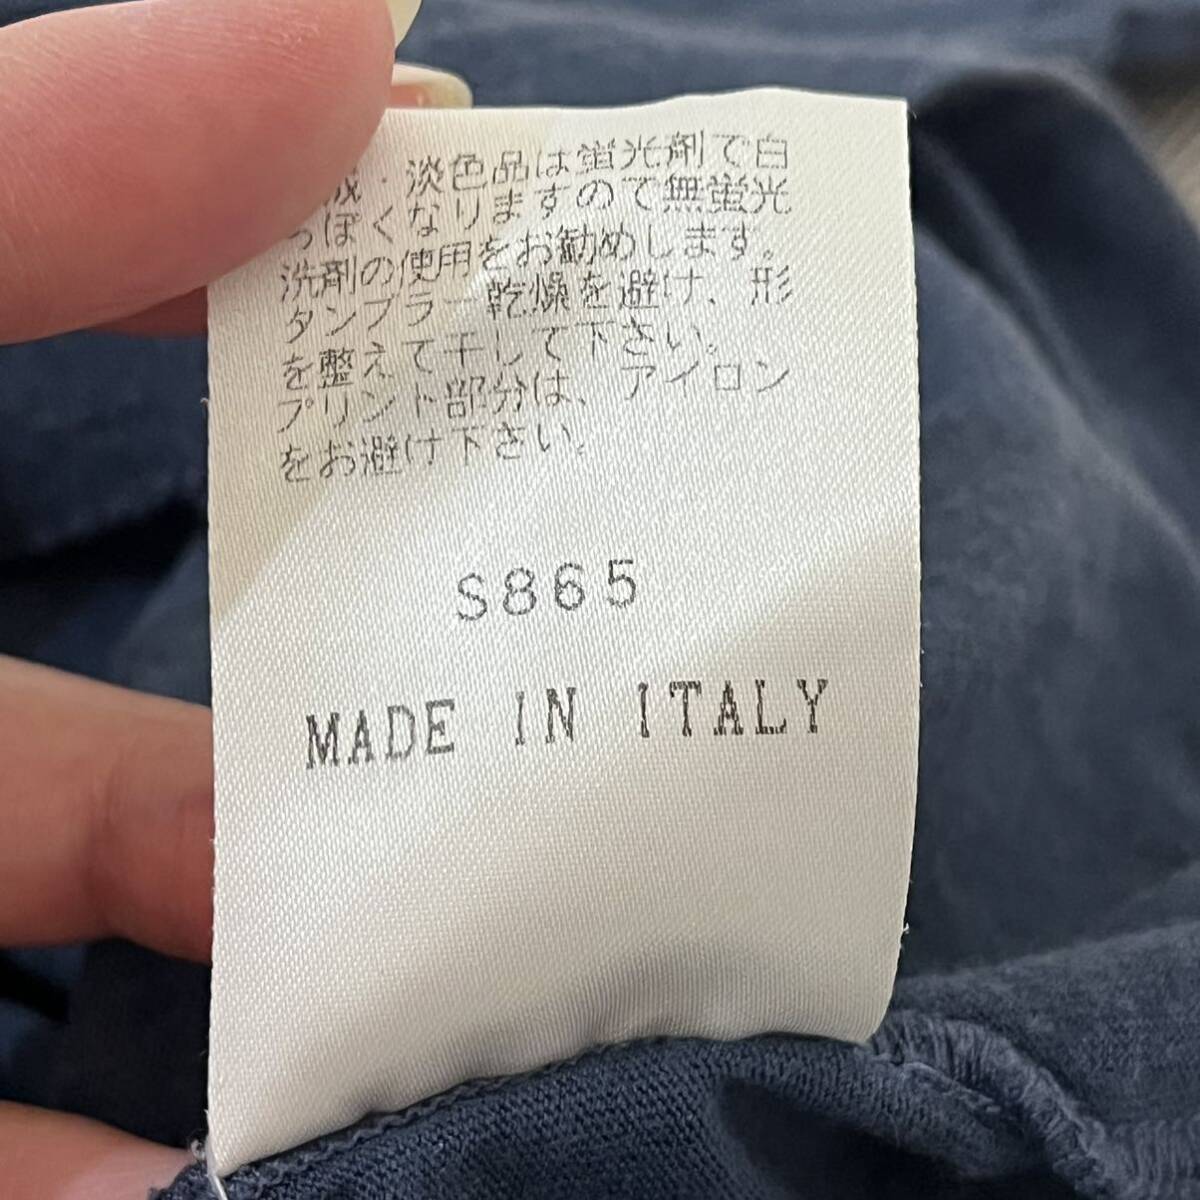 ・淡色品は蛍光剤で白
っぽくなりますので無蛍光
洗剤の使用をお勧めします。
タンブラー乾燥を避け、形
を整えて干して下さい。
プリント部分は、アイロン
をお避け下さい。
S865
MADE IN ITALY